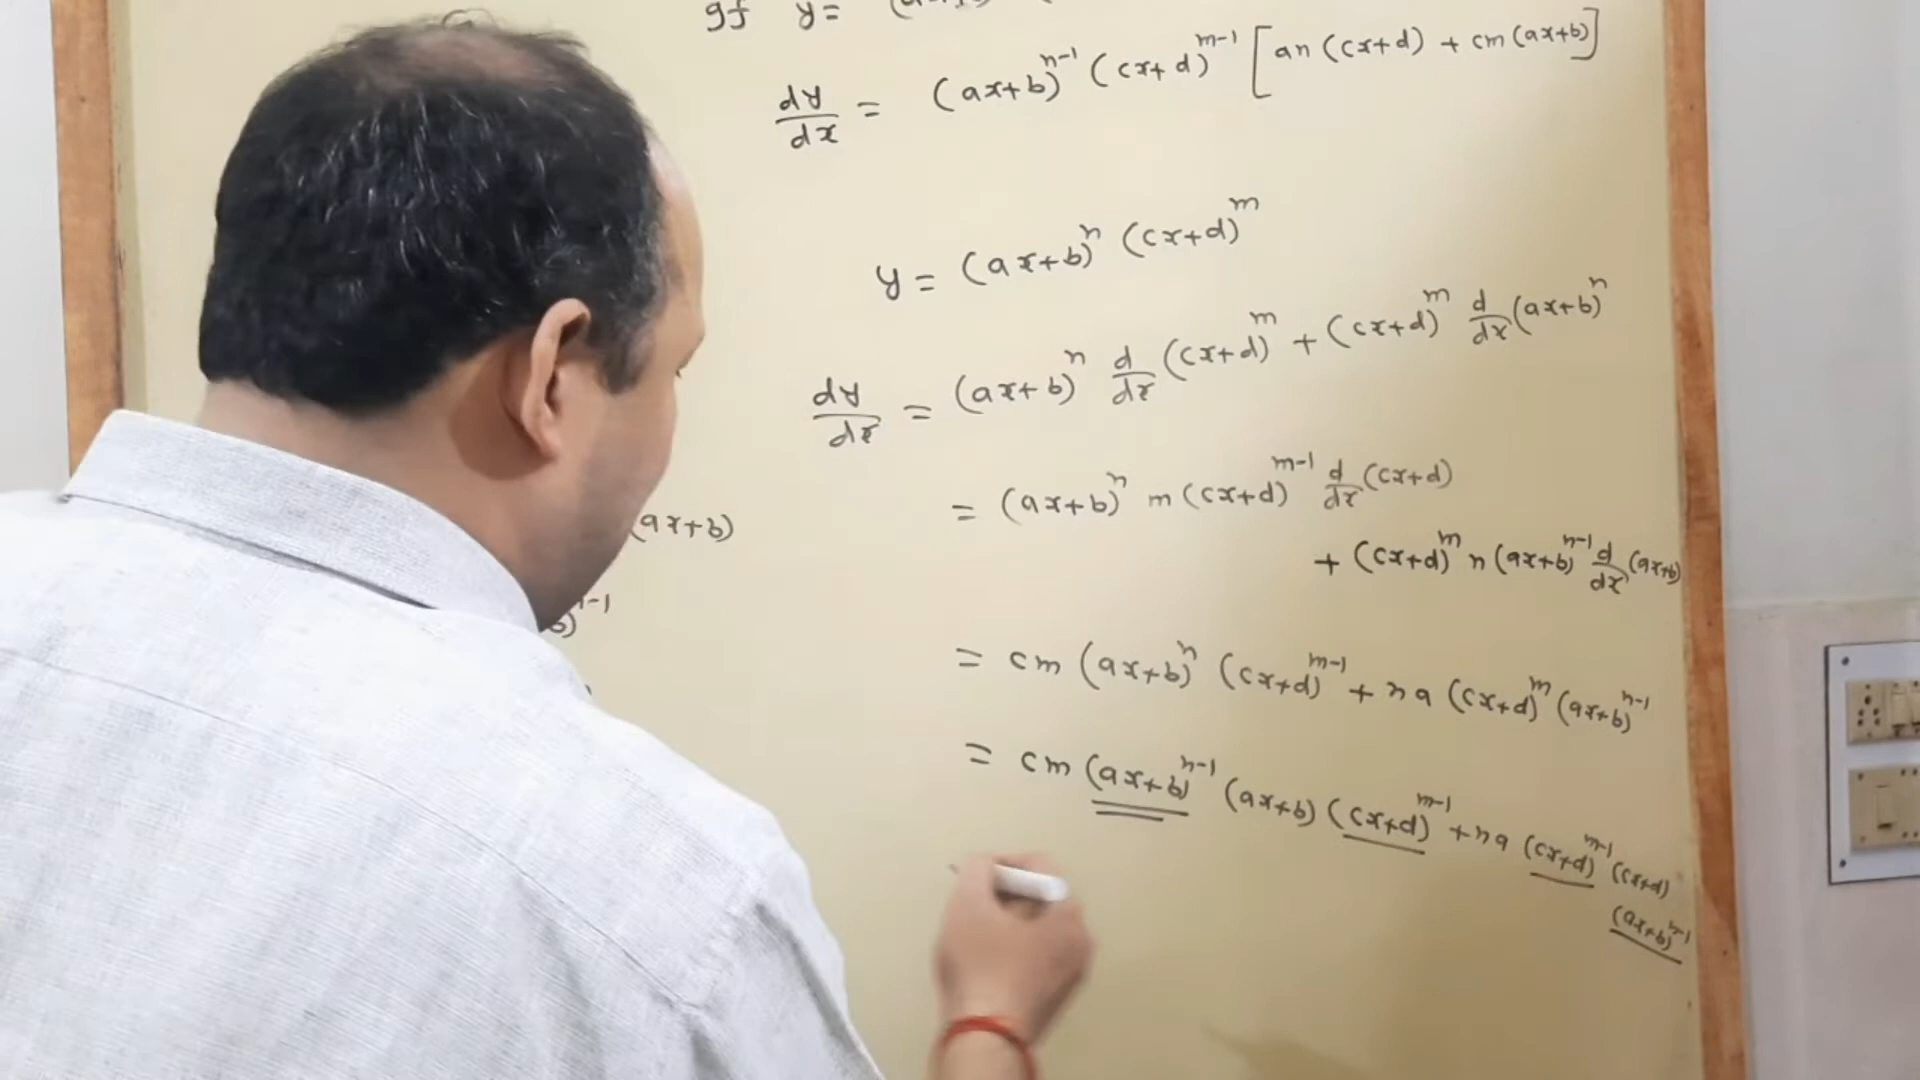 gf y=
dy/dx = (ax+b)^{n-1} (cx+d)^{m-1} [an (cx+d) + cm (ax+b)]
y = (ax+b)^n (cx+d)^m
dy/dx = (ax+b)^n d/dx (cx+d)^m + (cx+d)^m d/dx (ax+b)^n
= (ax+b)^n m (cx+d)^{m-1} d/dx (cx+d)
(ax+b)
+ (cx+d)^m n (ax+b)^{n-1} d/dx (ax+b)
= cm (ax+b)^n (cx+d)^{m-1} + na (cx+d)^m (ax+b)^{n-1}
= cm (ax+b)^{n-1} (ax+b) (cx+d)^{m-1} + na (cx+d)^{m-1} (cx+d)
(ax+b)^{n-1}